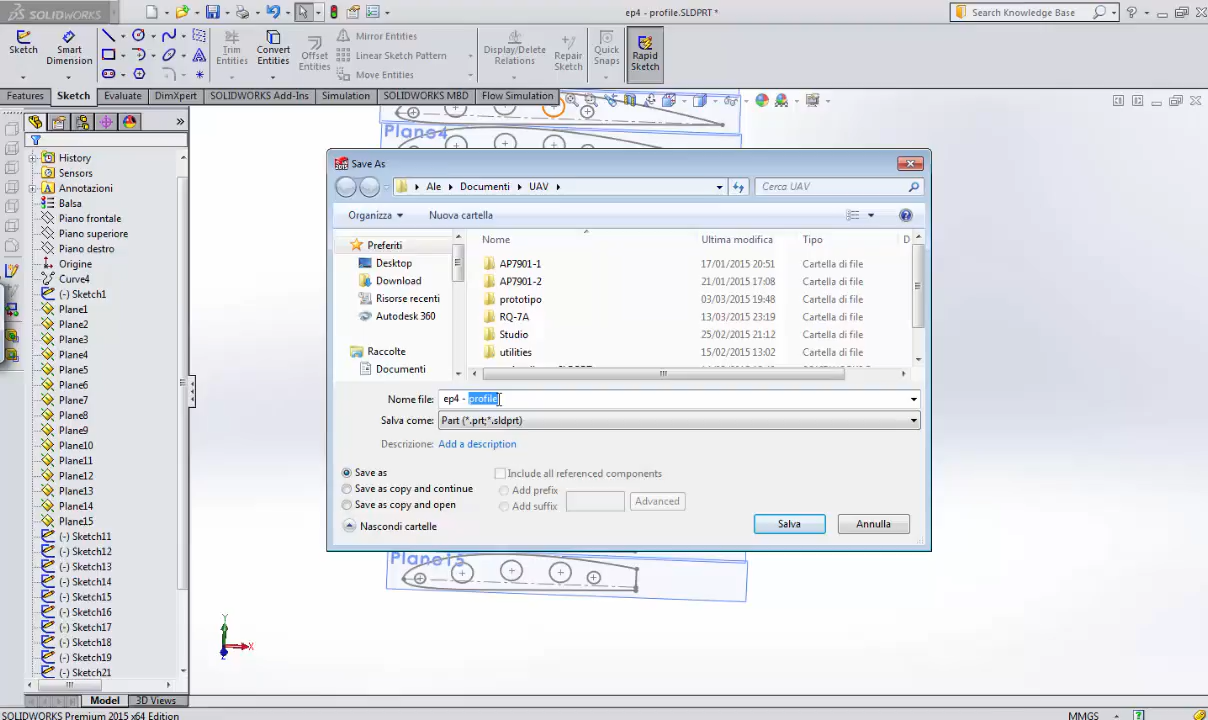 SOLIDWORKS
ep4 - profile.SLDPRT *
Search Knowledge Base
Sketch
Smart Dimension
Trim Entities
Convert Entities
Offset Entities
Mirror Entities
Linear Sketch Pattern
Move Entities
Display/Delete Relations
Repair Sketch
Quick Snaps
Rapid Sketch
Features
Sketch
Evaluate
DimXpert
SOLIDWORKS Add-Ins
Simulation
SOLIDWORKS MBD
Flow Simulation
Plane4
History
Sensors
Annotazioni
Balsa
Piano frontale
Piano superiore
Piano destro
Origine
Curve4
(-) Sketch1
Plane1
Plane2
Plane3
Plane4
Plane5
Plane6
Plane7
Plane8
Plane9
Plane10
Plane11
Plane12
Plane13
Plane14
Plane15
(-) Sketch11
(-) Sketch12
(-) Sketch13
(-) Sketch14
(-) Sketch15
(-) Sketch16
(-) Sketch17
(-) Sketch18
(-) Sketch19
(-) Sketch21
Save As
Ale
Documenti
UAV
Cerca UAV
Organizza
Nuova cartella
Preferiti
Desktop
Download
Risorse recenti
Autodesk 360
Raccolte
Documenti
Nome Ultima modifica Tipo D
AP7901-1 17/01/2015 20:51 Cartella di file
AP7901-2 21/01/2015 17:08 Cartella di file
prototipo 03/03/2015 19:48 Cartella di file
RQ-7A 13/03/2015 23:19 Cartella di file
Studio 25/02/2015 21:12 Cartella di file
utilities 15/02/2015 13:02 Cartella di file
Nome file: ep4 - profile
Salva come: Part (*.prt;*.sldprt)
Descrizione: Add a description
Save as
Save as copy and continue
Save as copy and open
Include all referenced components
Add prefix
Add suffix
Advanced
Nascondi cartelle
Salva
Annulla
Plane15
Y
X
Z
Model
3D Views
SOLIDWORKS Premium 2015 x64 Edition
MMGS